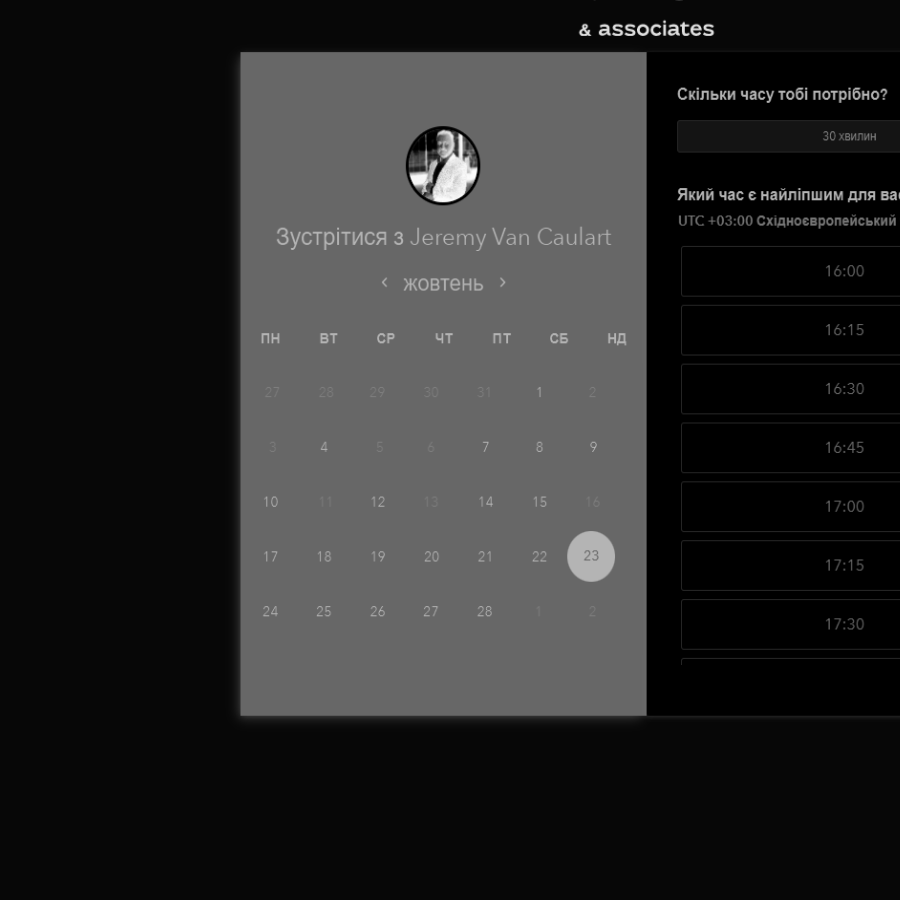 & associates
Зустрітися з Jeremy Van Caulart
‹ жовтень ›
ПН ВТ СР ЧТ ПТ СБ НД
27 28 29 30 31 1 2
3 4 5 6 7 8 9
10 11 12 13 14 15 16
17 18 19 20 21 22 23
24 25 26 27 28 1 2
Скільки часу тобі потрібно?
30 хвилин
Який час є найліпшим для ва
UTC +03:00 Східноєвропейський
16:00
16:15
16:30
16:45
17:00
17:15
17:30